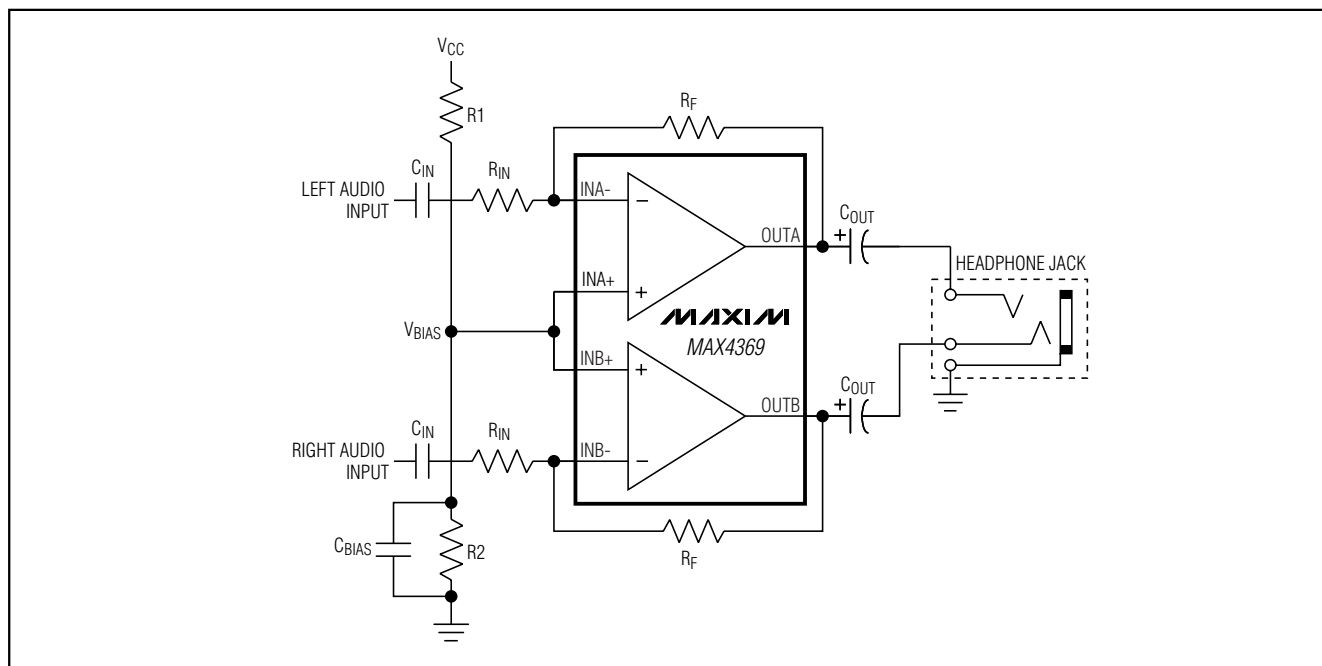 VCC
R1
RF
CIN
RIN
LEFT AUDIO
INPUT
INA-
−
OUTA
COUT
+
HEADPHONE JACK
INA+
+
MAXIM
MAX4369
VBIAS
INB+
+
COUT
+
OUTB
CIN
RIN
RIGHT AUDIO
INPUT
INB-
−
CBIAS
R2
RF